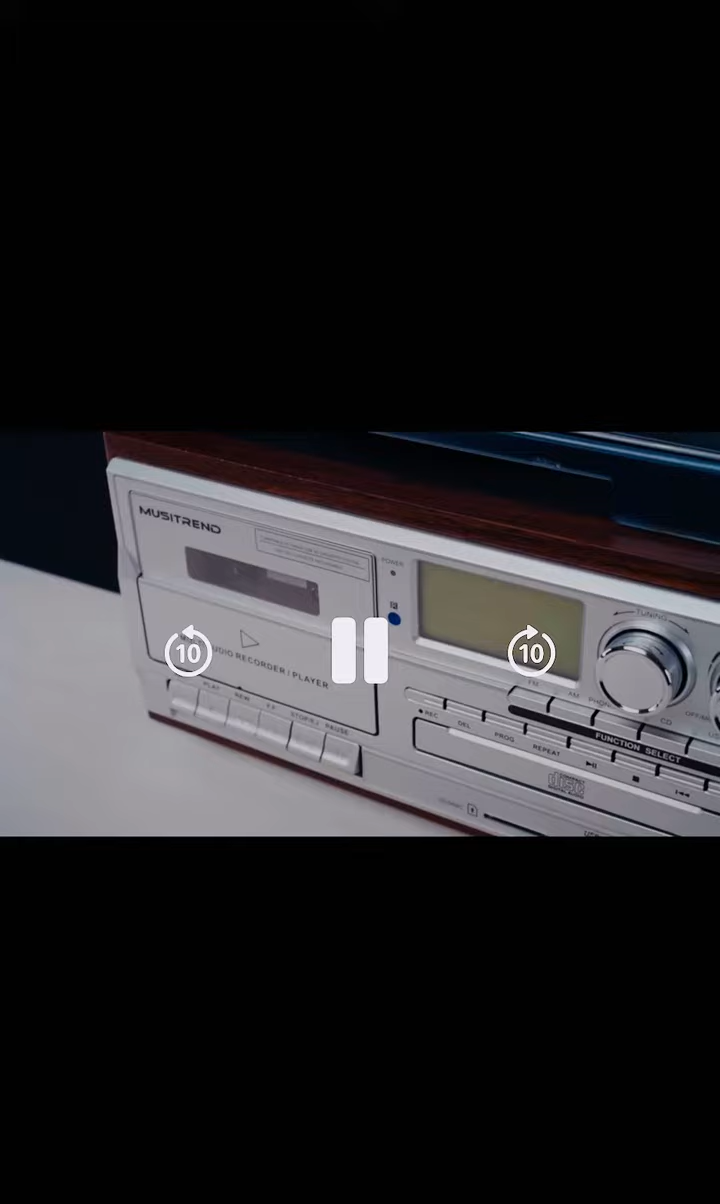 MUSITREND
POWER
TUNING
10
10
AUDIO RECORDER / PLAYER
PLAY
REW
F.F
STOP/EJ
PAUSE
FM
AM
PHONO
CD
FUNCTION SELECT
REC
DEL
PROG
REPEAT
disc